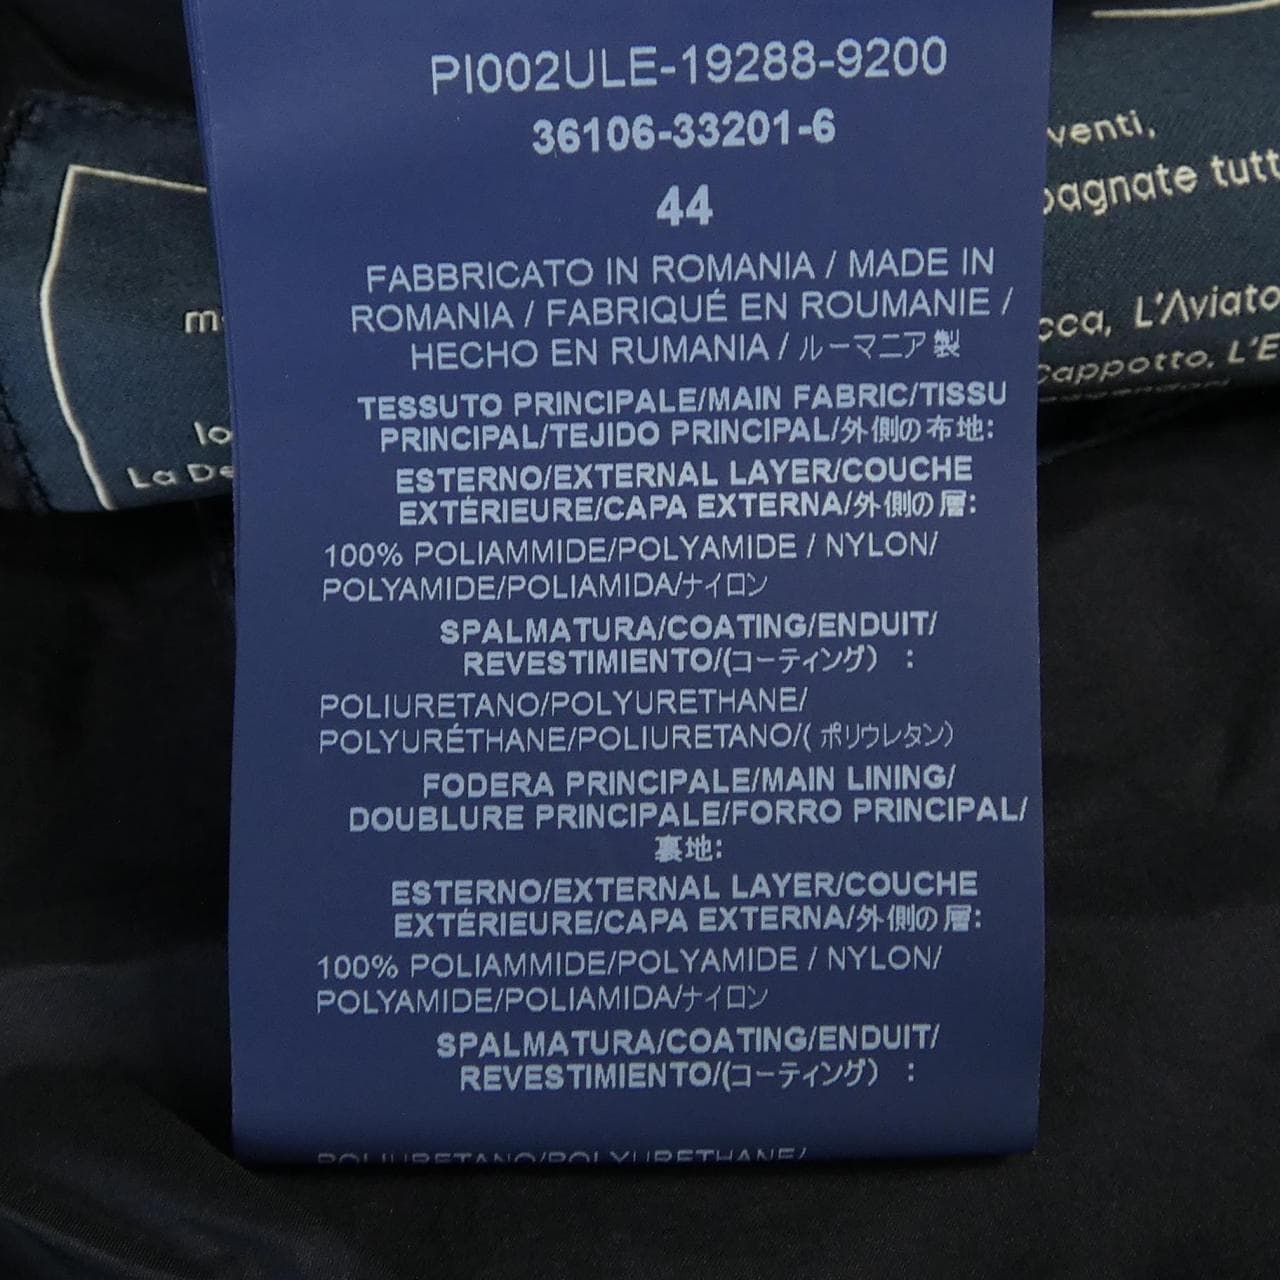 PI002ULE-19288-9200
36106-33201-6
44
FABBRICATO IN ROMANIA / MADE IN
ROMANIA / FABRIQUÉ EN ROUMANIE /
HECHO EN RUMANIA / ルーマニア製
TESSUTO PRINCIPALE/MAIN FABRIC/TISSU
PRINCIPAL/TEJIDO PRINCIPAL/外側の布地:
ESTERNO/EXTERNAL LAYER/COUCHE
EXTÉRIEURE/CAPA EXTERNA/外側の層:
100% POLIAMMIDE/POLYAMIDE / NYLON/
POLYAMIDE/POLIAMIDA/ナイロン
SPALMATURA/COATING/ENDUIT/
REVESTIMIENTO/(コーティング) :
POLIURETANO/POLYURETHANE/
POLYURÉTHANE/POLIURETANO/(ポリウレタン)
FODERA PRINCIPALE/MAIN LINING/
DOUBLURE PRINCIPALE/FORRO PRINCIPAL/
裏地:
ESTERNO/EXTERNAL LAYER/COUCHE
EXTÉRIEURE/CAPA EXTERNA/外側の層:
100% POLIAMMIDE/POLYAMIDE / NYLON/
POLYAMIDE/POLIAMIDA/ナイロン
SPALMATURA/COATING/ENDUIT/
REVESTIMIENTO/(コーティング) :
POLIURETANO/POLYURETHANE/
La
venti,
tutt
L'Aviato
Cappotto, L'E